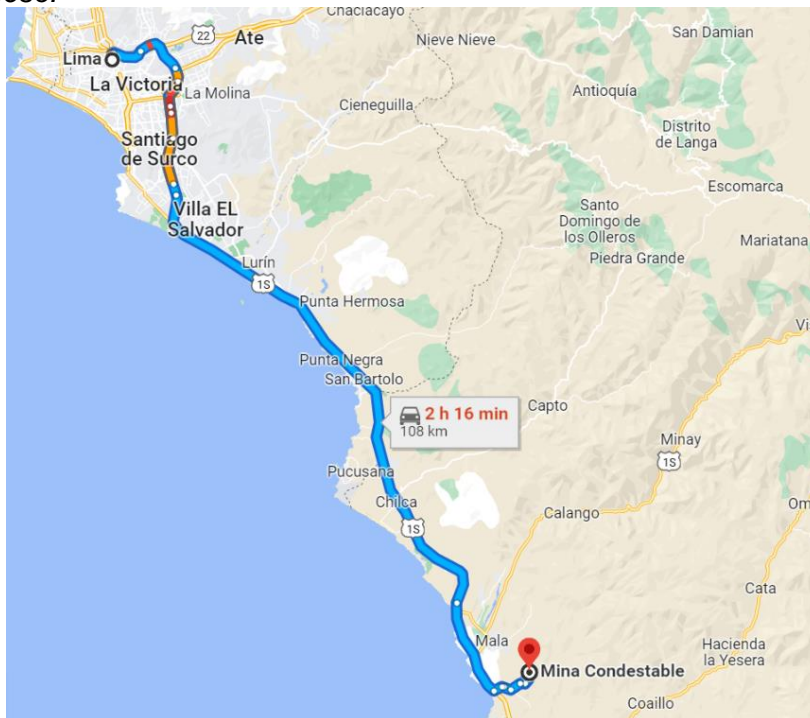 Chaclacayo
22
Ate
San Damian
Nieve Nieve
Lima
La Victoria
La Molina
Antioquía
Cieneguilla
Santiago
de Surco
Distrito
de Langa
Escomarca
Villa EL
Salvador
Santo
Domingo de
los Olleros
Mariatana
Piedra Grande
Lurín
1S
Punta Hermosa
Punta Negra
San Bartolo
2 h 16 min
108 km
Capto
Minay
1S
Pucusana
Chilca
1S
Calango
Cata
Mala
Hacienda
la Yesera
Mina Condestable
Coaillo